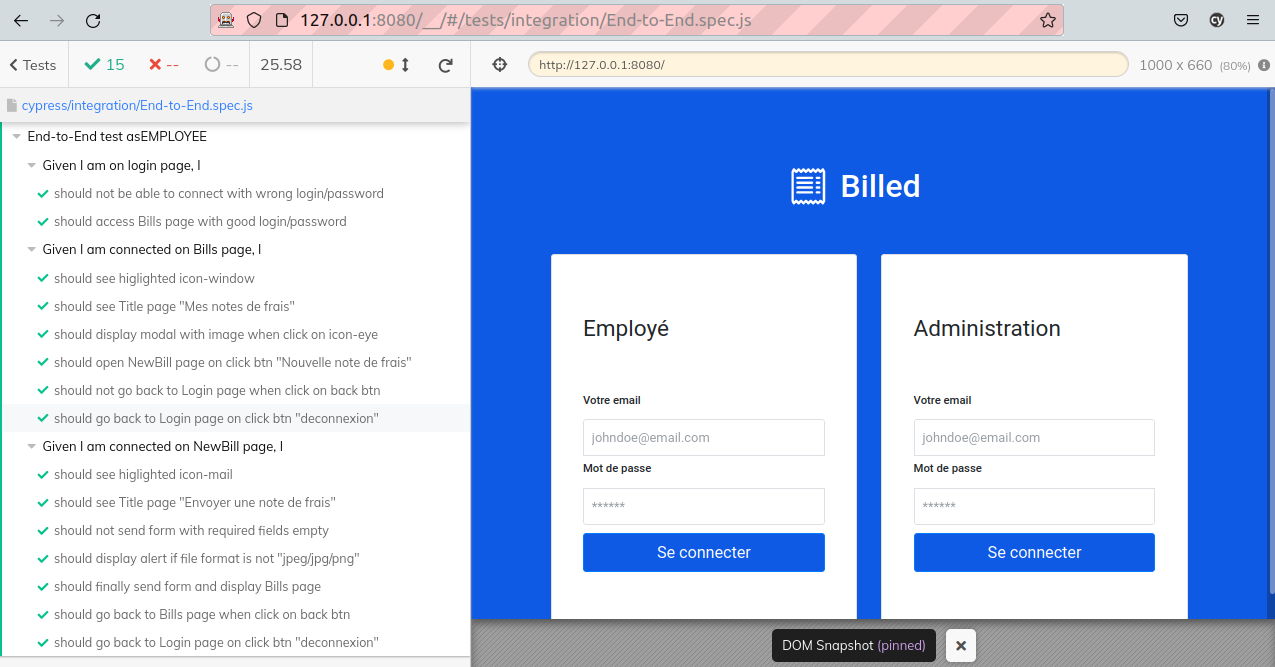 127.0.0.1:8080/__/#/tests/integration/End-to-End.spec.js
cy
Tests
15
--
--
25.58
http://127.0.0.1:8080/
1000 x 660 (80%)
cypress/integration/End-to-End.spec.js
End-to-End test asEMPLOYEE
Given I am on login page, I
should not be able to connect with wrong login/password
should access Bills page with good login/password
Given I am connected on Bills page, I
should see higlighted icon-window
should see Title page "Mes notes de frais"
should display modal with image when click on icon-eye
should open NewBill page on click btn "Nouvelle note de frais"
should not go back to Login page when click on back btn
should go back to Login page on click btn "deconnexion"
Given I am connected on NewBill page, I
should see higlighted icon-mail
should see Title page "Envoyer une note de frais"
should not send form with required fields empty
should display alert if file format is not "jpeg/jpg/png"
should finally send form and display Bills page
should go back to Bills page when click on back btn
should go back to Login page on click btn "deconnexion"
Billed
Employé
Votre email
johndoe@email.com
Mot de passe
******
Se connecter
Administration
Votre email
johndoe@email.com
Mot de passe
******
Se connecter
DOM Snapshot (pinned)